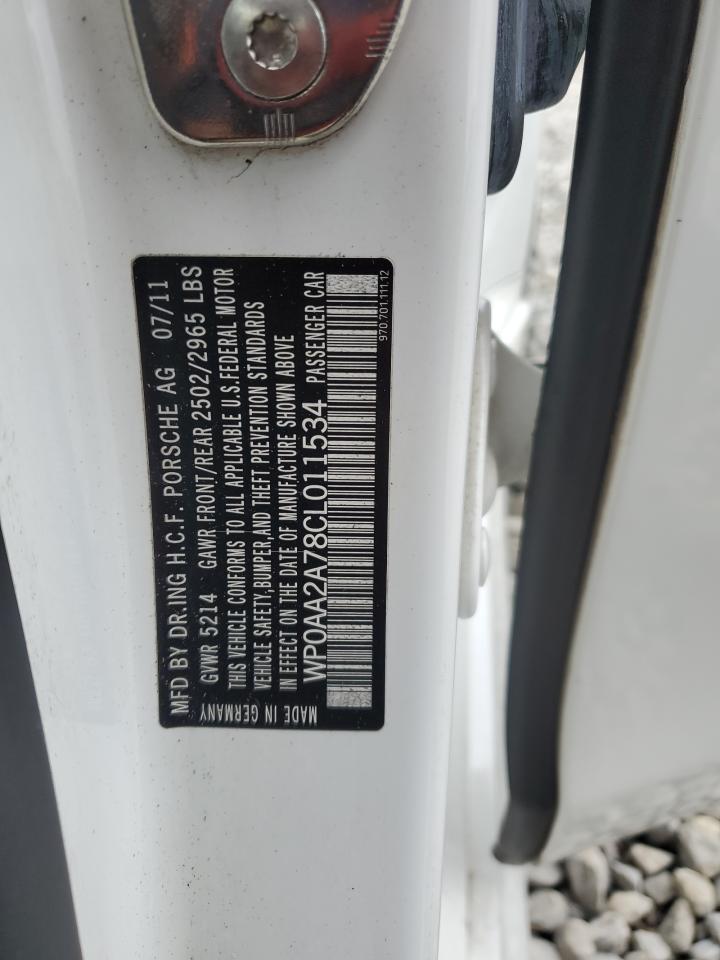 MFD BY DR.ING H.C.F. PORSCHE AG 07/11
GVWR 5214 GAWR FRONT/REAR 2502/2965 LBS
THIS VEHICLE CONFORMS TO ALL APPLICABLE U.S.FEDERAL MOTOR
VEHICLE SAFETY,BUMPER,AND THEFT PREVENTION STANDARDS
IN EFFECT ON THE DATE OF MANUFACTURE SHOWN ABOVE
MADE IN GERMANY WP0AA2A78CL011534 PASSENGER CAR
970.701.111.12